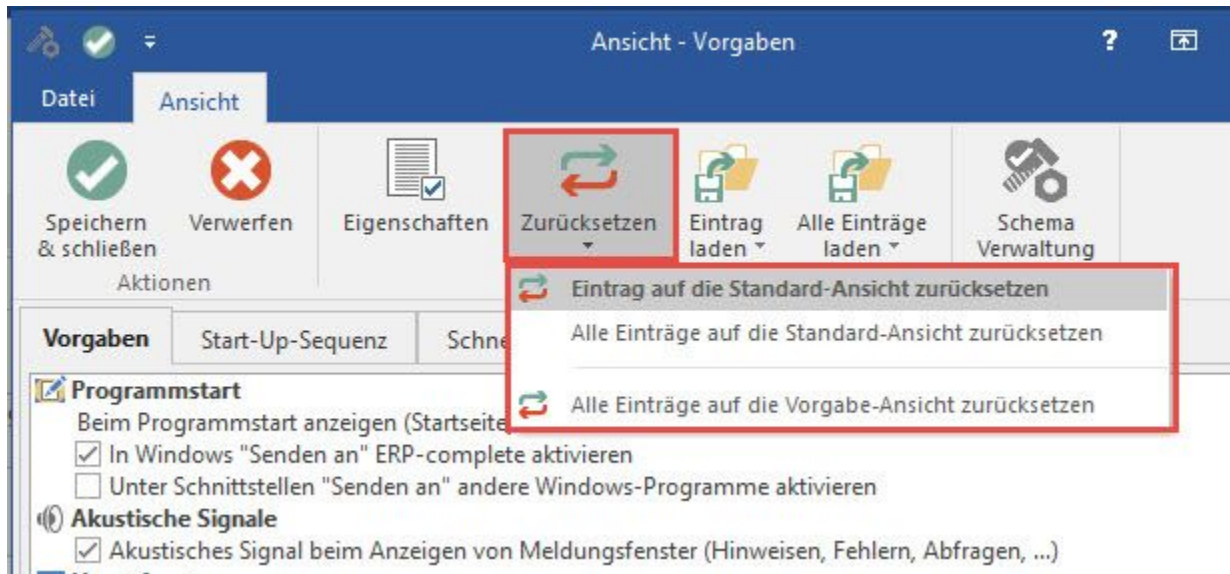 Ansicht - Vorgaben
?
Datei Ansicht
Speichern & schließen
Verwerfen
Eigenschaften
Zurücksetzen
Eintrag laden
Alle Einträge laden
Schema Verwaltung
Aktionen
Eintrag auf die Standard-Ansicht zurücksetzen
Alle Einträge auf die Standard-Ansicht zurücksetzen
Alle Einträge auf die Vorgabe-Ansicht zurücksetzen
Vorgaben Start-Up-Sequenz Schne
Programmstart
Beim Programmstart anzeigen (Startseite
In Windows "Senden an" ERP-complete aktivieren
Unter Schnittstellen "Senden an" andere Windows-Programme aktivieren
Akustische Signale
Akustisches Signal beim Anzeigen von Meldungsfenster (Hinweisen, Fehlern, Abfragen, ...)